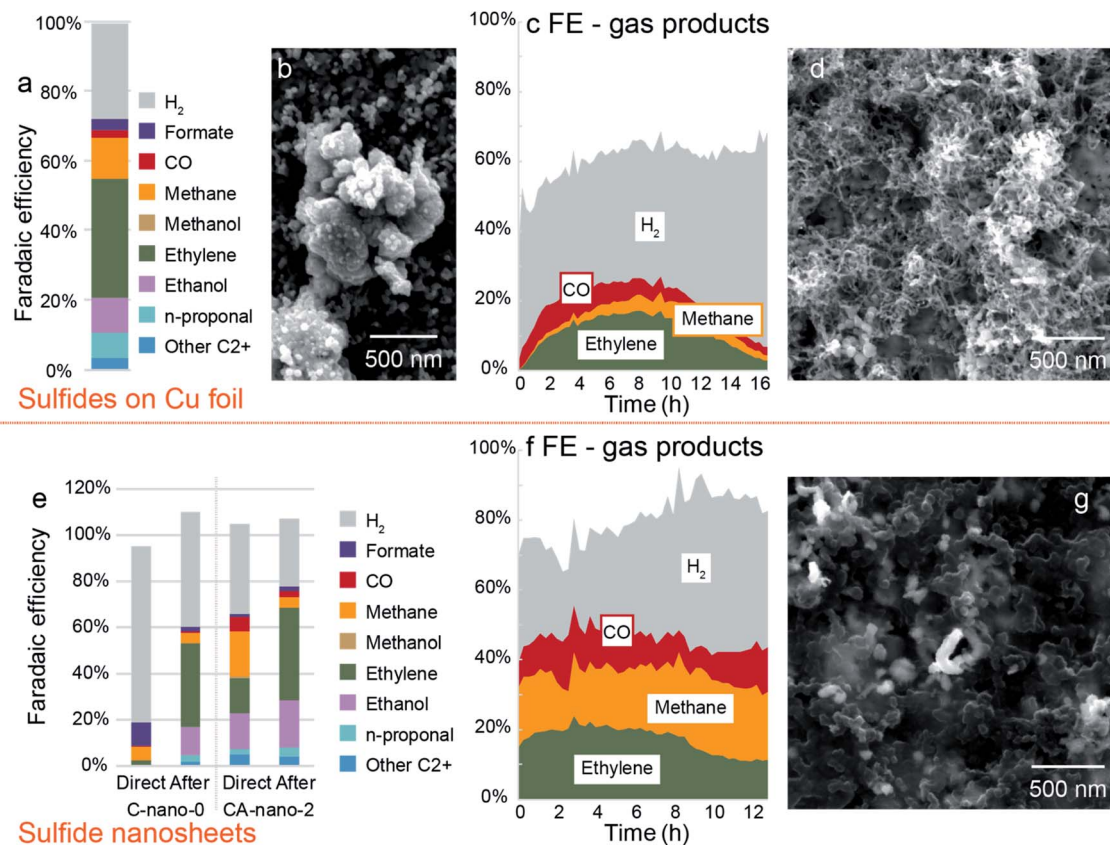 a
Faradaic efficiency
100%
80%
60%
40%
20%
0%
H₂
Formate
CO
Methane
Methanol
Ethylene
Ethanol
n-proponal
Other C2+
b
500 nm
c FE - gas products
100%
80%
60%
40%
20%
0%
H₂
CO
Methane
Ethylene
0 2 4 6 8 10 12 14 16
Time (h)
d
500 nm
Sulfides on Cu foil
e
Faradaic efficiency
120%
100%
80%
60%
40%
20%
0%
Direct After Direct After
C-nano-0 CA-nano-2
H₂
Formate
CO
Methane
Methanol
Ethylene
Ethanol
n-proponal
Other C2+
f FE - gas products
100%
80%
60%
40%
20%
0%
H₂
CO
Methane
Ethylene
0 2 4 6 8 10 12
Time (h)
g
500 nm
Sulfide nanosheets